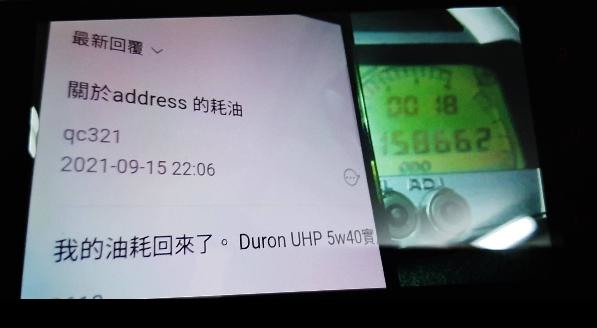 最新回覆
關於address 的耗油
qc321
2021-09-15 22:06
我的油耗回來了。 Duron UHP 5w40實
00 18
158662
000
ADJ